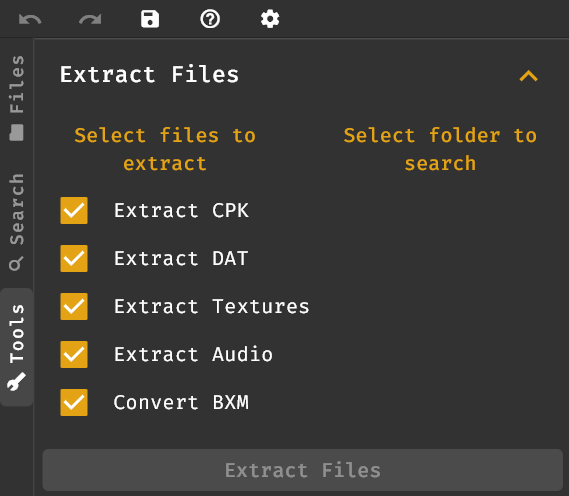 Extract Files
Select files to
extract
Select folder to
search
Extract CPK
Extract DAT
Extract Textures
Extract Audio
Convert BXM
Extract Files
Files
Search
Tools